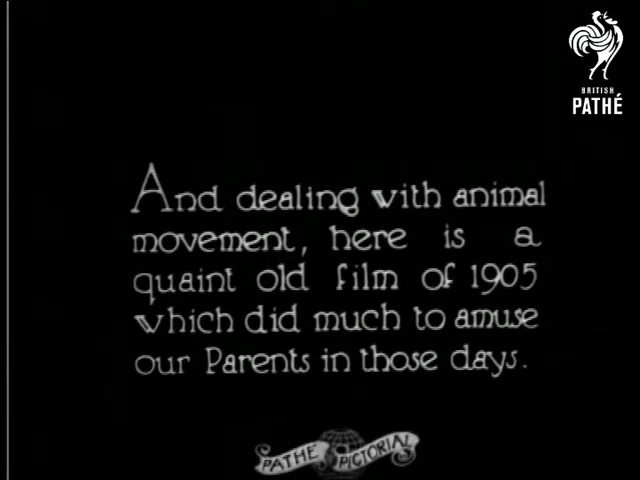 BRITISH
PATHÉ
And dealing with animal
movement, here is a
quaint old film of 1905
which did much to amuse
our Parents in those days.
PATHÉ PICTORIAL